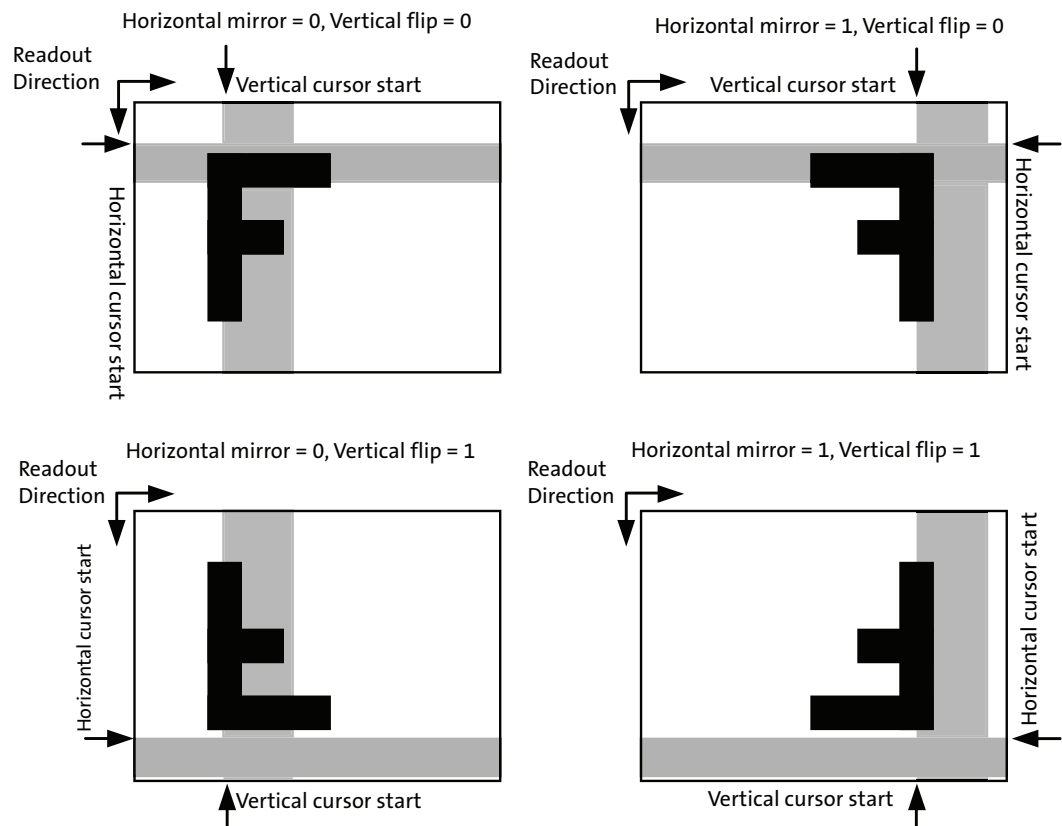 Horizontal mirror = 0, Vertical flip = 0
Readout
Direction
Vertical cursor start
Horizontal cursor start
Horizontal mirror = 1, Vertical flip = 0
Readout
Direction
Vertical cursor start
Horizontal cursor start
Horizontal mirror = 0, Vertical flip = 1
Readout
Direction
Horizontal cursor start
Vertical cursor start
Horizontal mirror = 1, Vertical flip = 1
Readout
Direction
Horizontal cursor start
Vertical cursor start